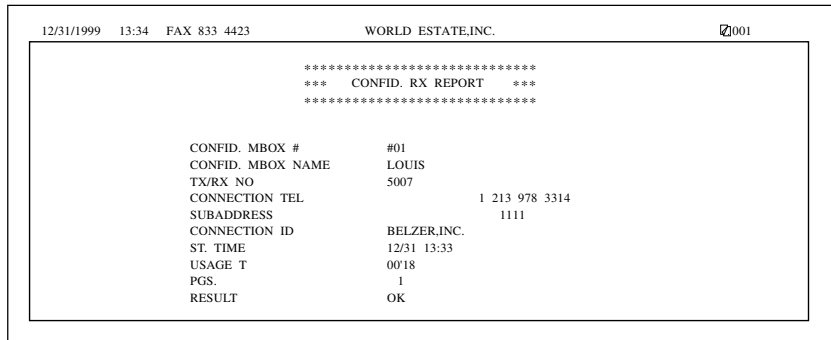 12/31/1999 13:34 FAX 833 4423 WORLD ESTATE,INC. 001
*****************************
*** CONFID. RX REPORT ***
*****************************
CONFID. MBOX # #01
CONFID. MBOX NAME LOUIS
TX/RX NO 5007
CONNECTION TEL 1 213 978 3314
SUBADDRESS 1111
CONNECTION ID BELZER,INC.
ST. TIME 12/31 13:33
USAGE T 00'18
PGS. 1
RESULT OK